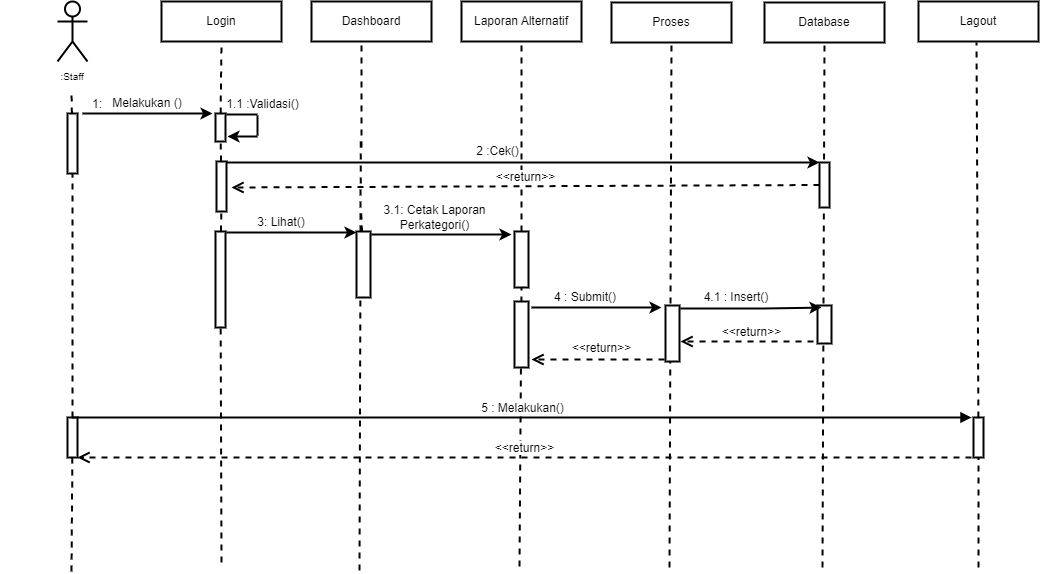 Login
Dashboard
Laporan Alternatif
Proses
Database
Lagout
:Staff
1: Melakukan ()
1.1 :Validasi()
2 :Cek()
<<return>>
3: Lihat()
3.1: Cetak Laporan
Perkategori()
4 : Submit()
4.1 : Insert()
<<return>>
<<return>>
5 : Melakukan()
<<return>>